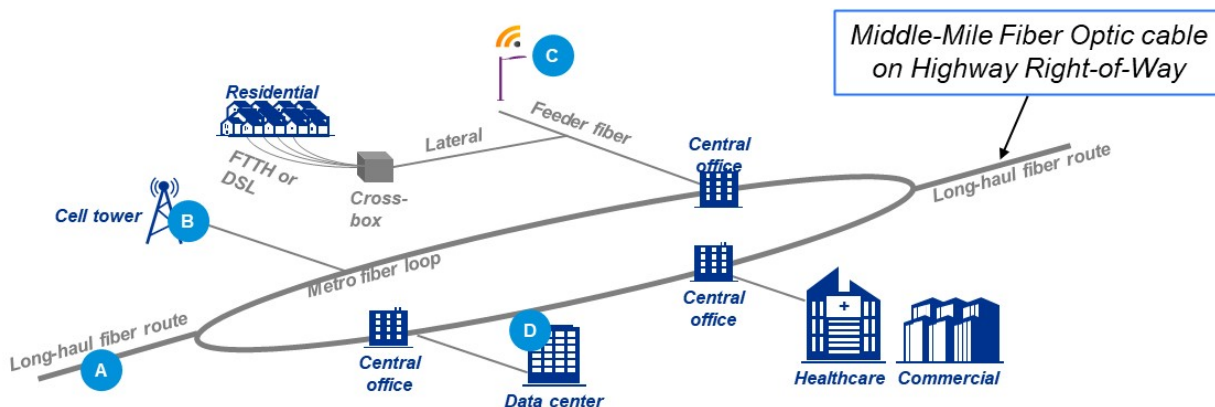 Middle-Mile Fiber Optic cable
on Highway Right-of-Way
C
Residential
Feeder fiber
Lateral
Central
office
FTTH or
DSL
Long-haul fiber route
Cross-
box
Cell tower
B
Metro fiber loop
Central
office
Long-haul fiber route
A
D
Central
office
Data center
Healthcare
Commercial